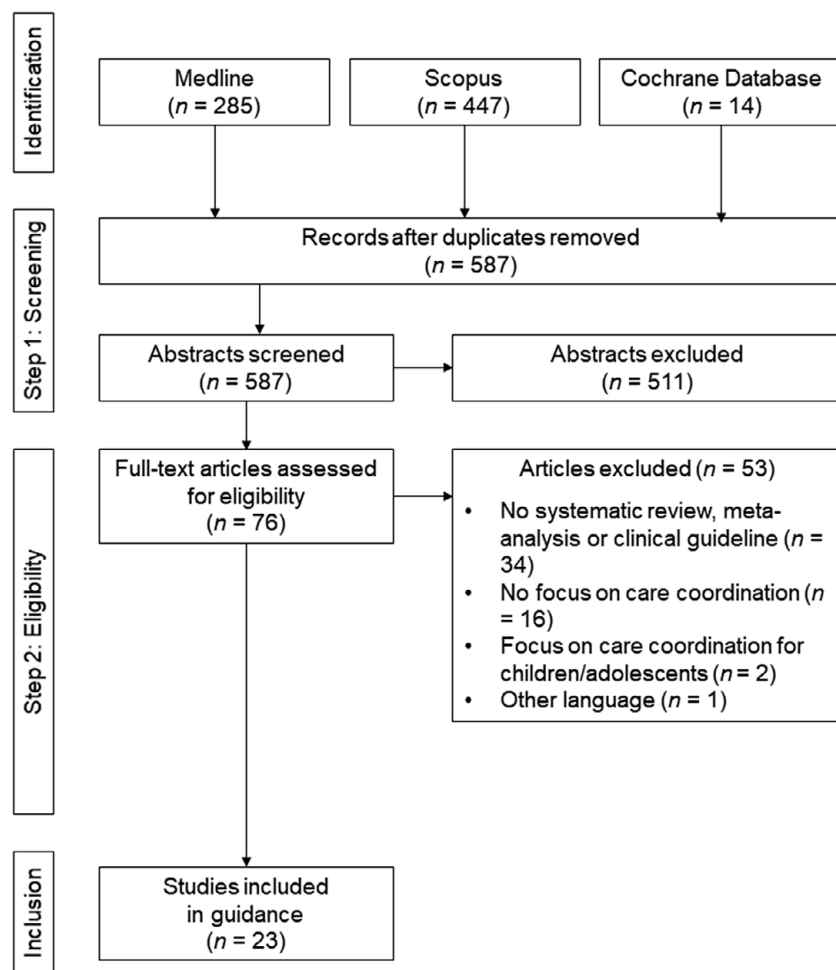 Identification
Medline
(n = 285)
Scopus
(n = 447)
Cochrane Database
(n = 14)
Step 1: Screening
Records after duplicates removed
(n = 587)
Abstracts screened
(n = 587)
Abstracts excluded
(n = 511)
Step 2: Eligibility
Full-text articles assessed
for eligibility
(n = 76)
Articles excluded (n = 53)
• No systematic review, meta-
analysis or clinical guideline (n =
34)
• No focus on care coordination (n
= 16)
• Focus on care coordination for
children/adolescents (n = 2)
• Other language (n = 1)
Inclusion
Studies included
in guidance
(n = 23)